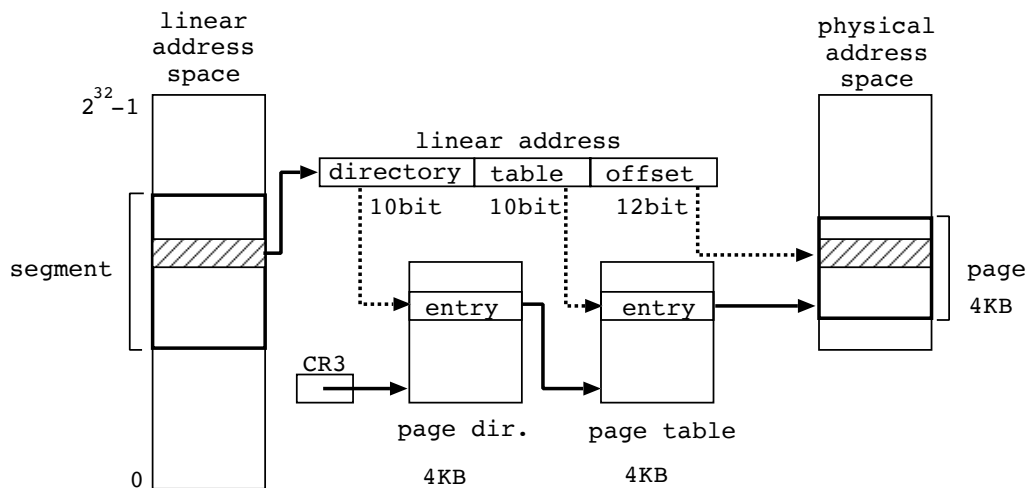 linear
address
space
physical
address
space
2^32-1
linear address
directory table offset
10bit 10bit 12bit
segment
page
4KB
entry entry
CR3
page dir. page table
4KB 4KB
0